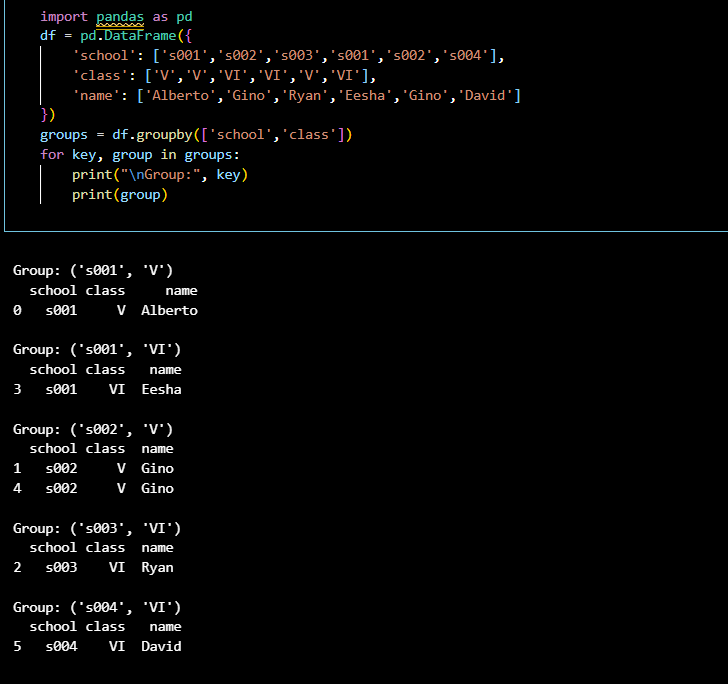 import pandas as pd
df = pd.DataFrame({
    'school': ['s001','s002','s003','s001','s002','s004'],
    'class': ['V','V','VI','VI','V','VI'],
    'name': ['Alberto','Gino','Ryan','Eesha','Gino','David']
})
groups = df.groupby(['school','class'])
for key, group in groups:
    print("\nGroup:", key)
    print(group)
Group: ('s001', 'V')
  school class     name
0   s001     V  Alberto
Group: ('s001', 'VI')
  school class   name
3   s001    VI  Eesha
Group: ('s002', 'V')
  school class  name
1   s002     V  Gino
4   s002     V  Gino
Group: ('s003', 'VI')
  school class  name
2   s003    VI  Ryan
Group: ('s004', 'VI')
  school class   name
5   s004    VI  David